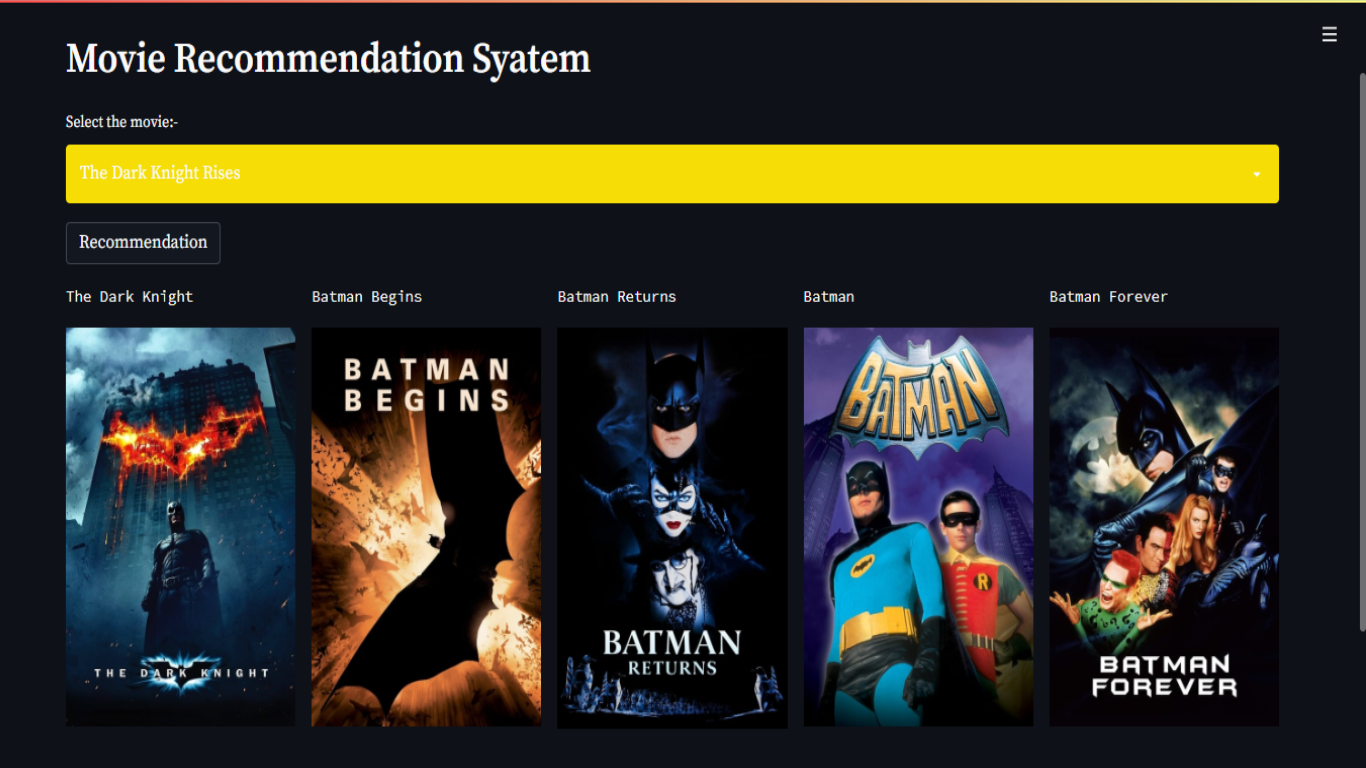 Movie Recommendation Syatem
Select the movie:-
The Dark Knight Rises
Recommendation
The Dark Knight
Batman Begins
Batman Returns
Batman
Batman Forever
THE DARK KNIGHT
BATMAN
BEGINS
BATMAN
RETURNS
BATMAN
R
BATMAN
FOREVER